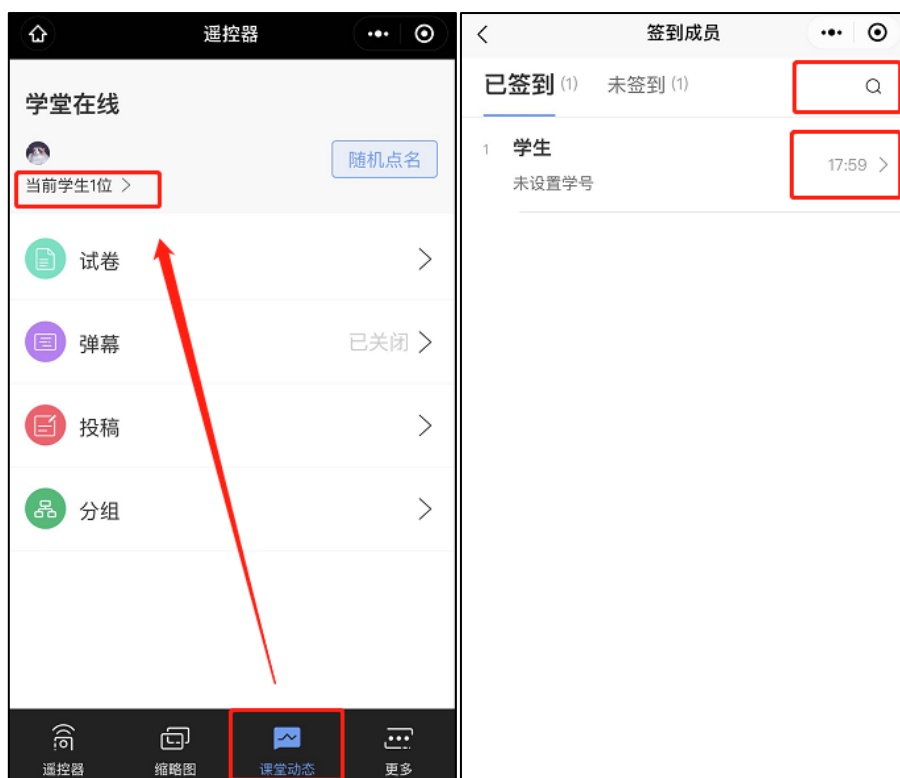 遥控器
学堂在线
随机点名
当前学生1位
试卷
弹幕
已关闭
投稿
分组
遥控器
缩略图
课堂动态
更多
签到成员
已签到 (1)
未签到 (1)
1 学生
17:59
未设置学号